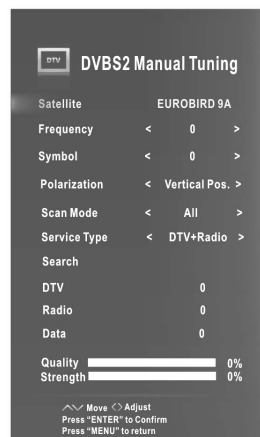 DTV DVBS2 Manual Tuning
Satellite EUROBIRD 9A
Frequency < 0 >
Symbol < 0 >
Polarization < Vertical Pos. >
Scan Mode < All >
Service Type < DTV+Radio >
Search
DTV 0
Radio 0
Data 0
Quality 0%
Strength 0%
Move <> Adjust
Press "ENTER" to Confirm
Press "MENU" to return